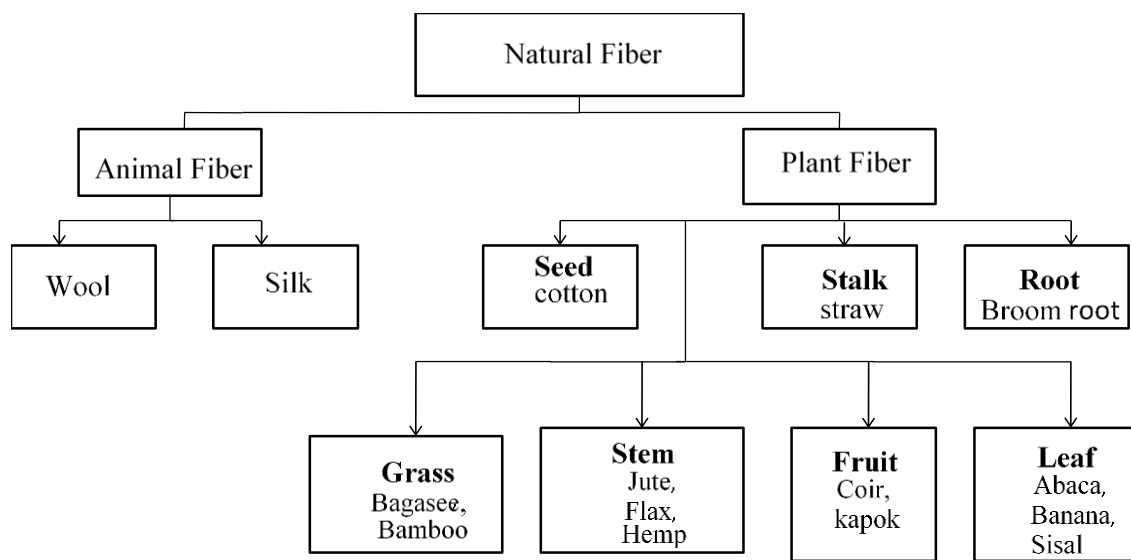 Natural Fiber
Animal Fiber
Plant Fiber
Wool
Silk
Seed
cotton
Stalk
straw
Root
Broom root
Grass
Bagasee,
Bamboo
Stem
Jute,
Flax,
Hemp
Fruit
Coir,
kapok
Leaf
Abaca,
Banana,
Sisal